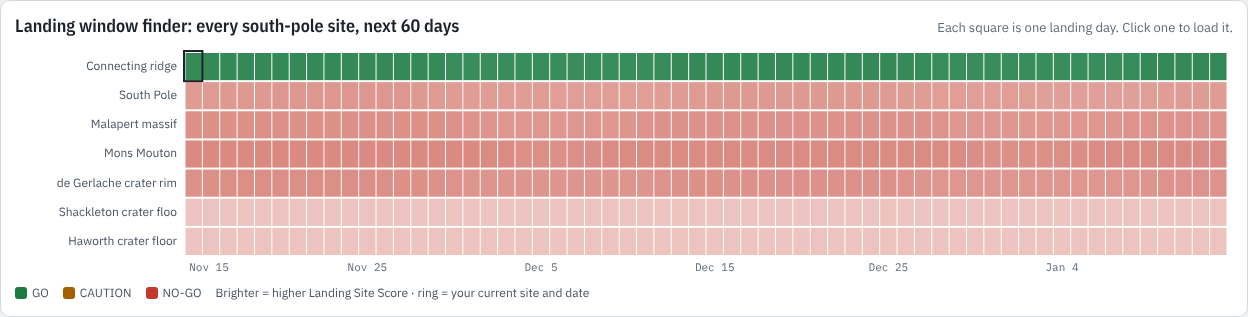 Landing window finder: every south-pole site, next 60 days
Each square is one landing day. Click one to load it.
Connecting ridge
South Pole
Malapert massif
Mons Mouton
de Gerlache crater rim
Shackleton crater floo
Haworth crater floor
Nov 15 Nov 25 Dec 5 Dec 15 Dec 25 Jan 4
GO CAUTION NO-GO Brighter = higher Landing Site Score · ring = your current site and date